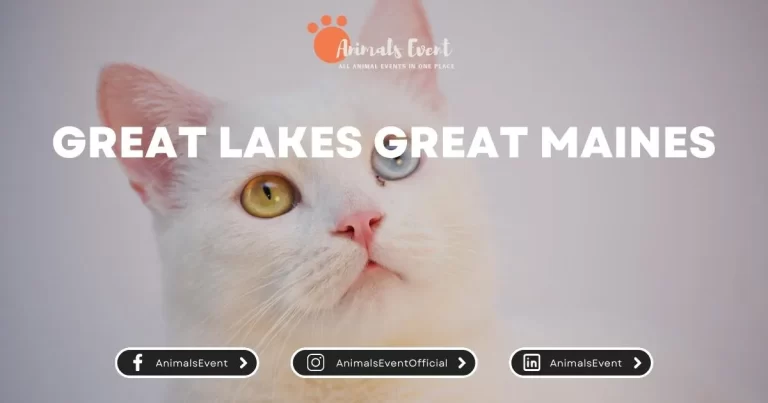 Animals Event
ALL ANIMAL EVENTS IN ONE PLACE
GREAT LAKES GREAT MAINES
AnimalsEvent
AnimalsEventOfficial
AnimalsEvent